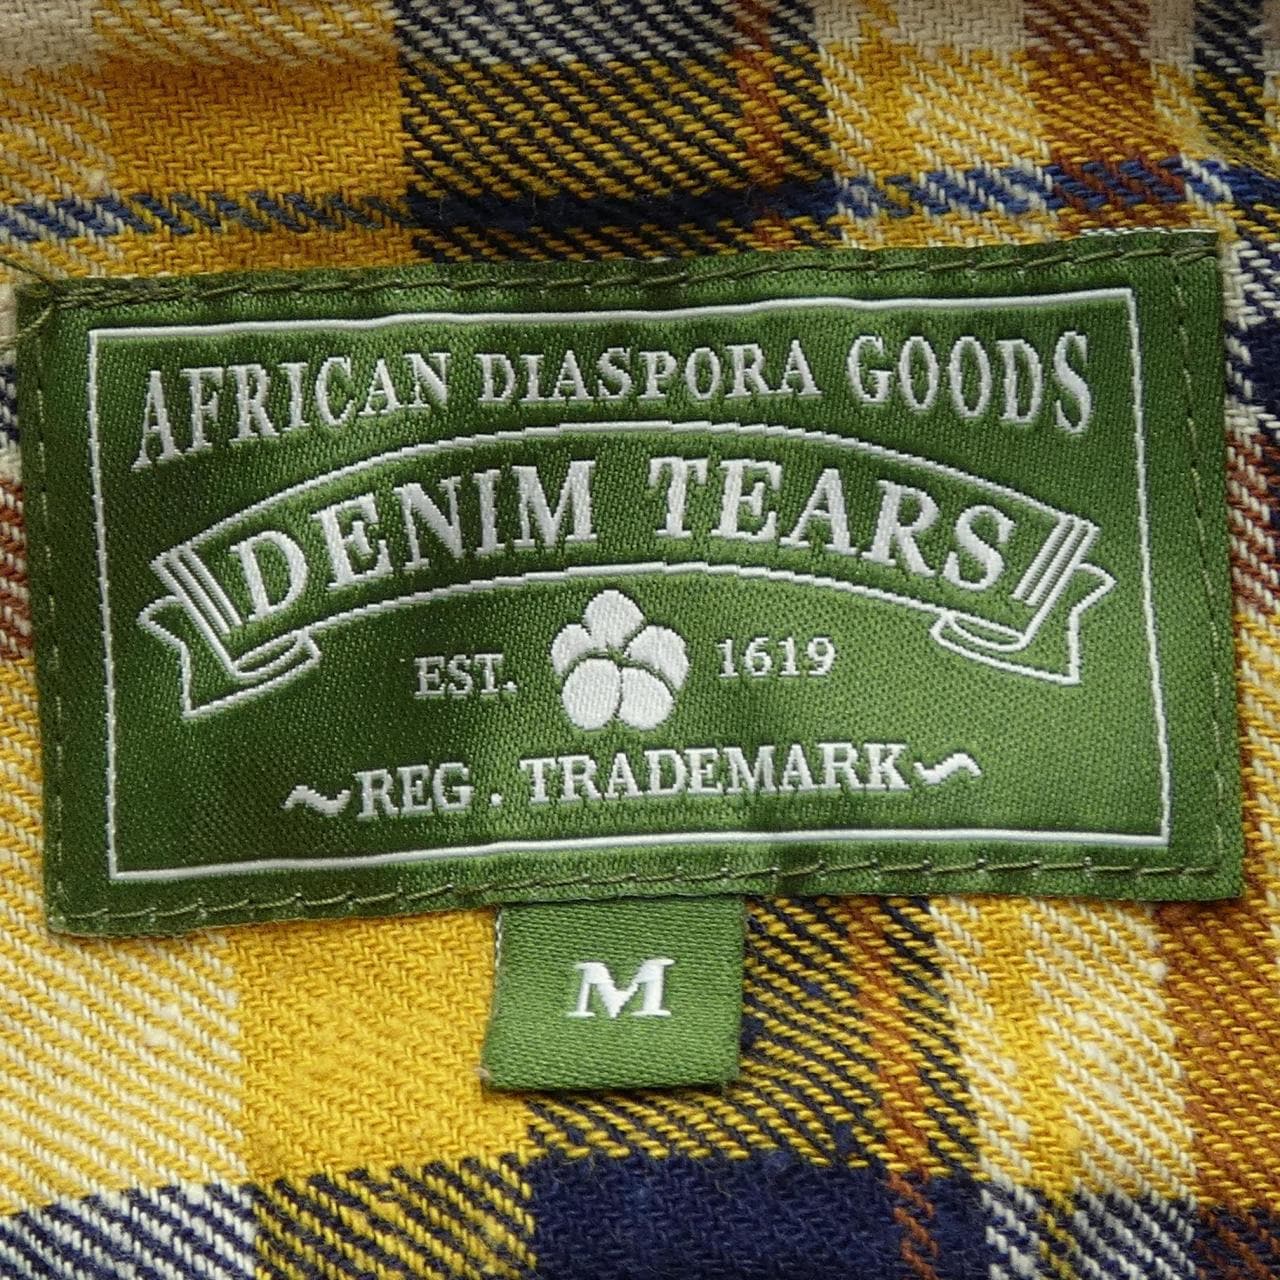 AFRICAN DIASPORA GOODS
DENIM TEARS
EST. 1619
~REG. TRADEMARK~
M